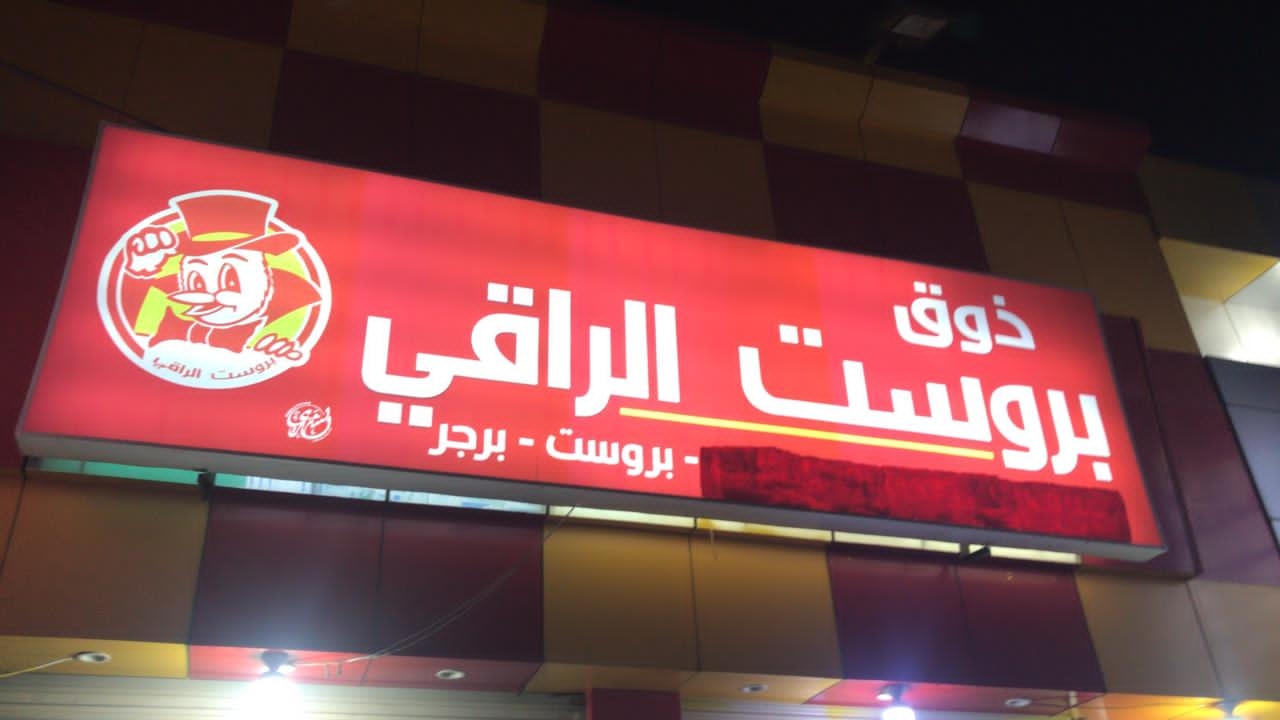 ذوق
بروست الراقي
- بروست - برجر
بروست الراقي